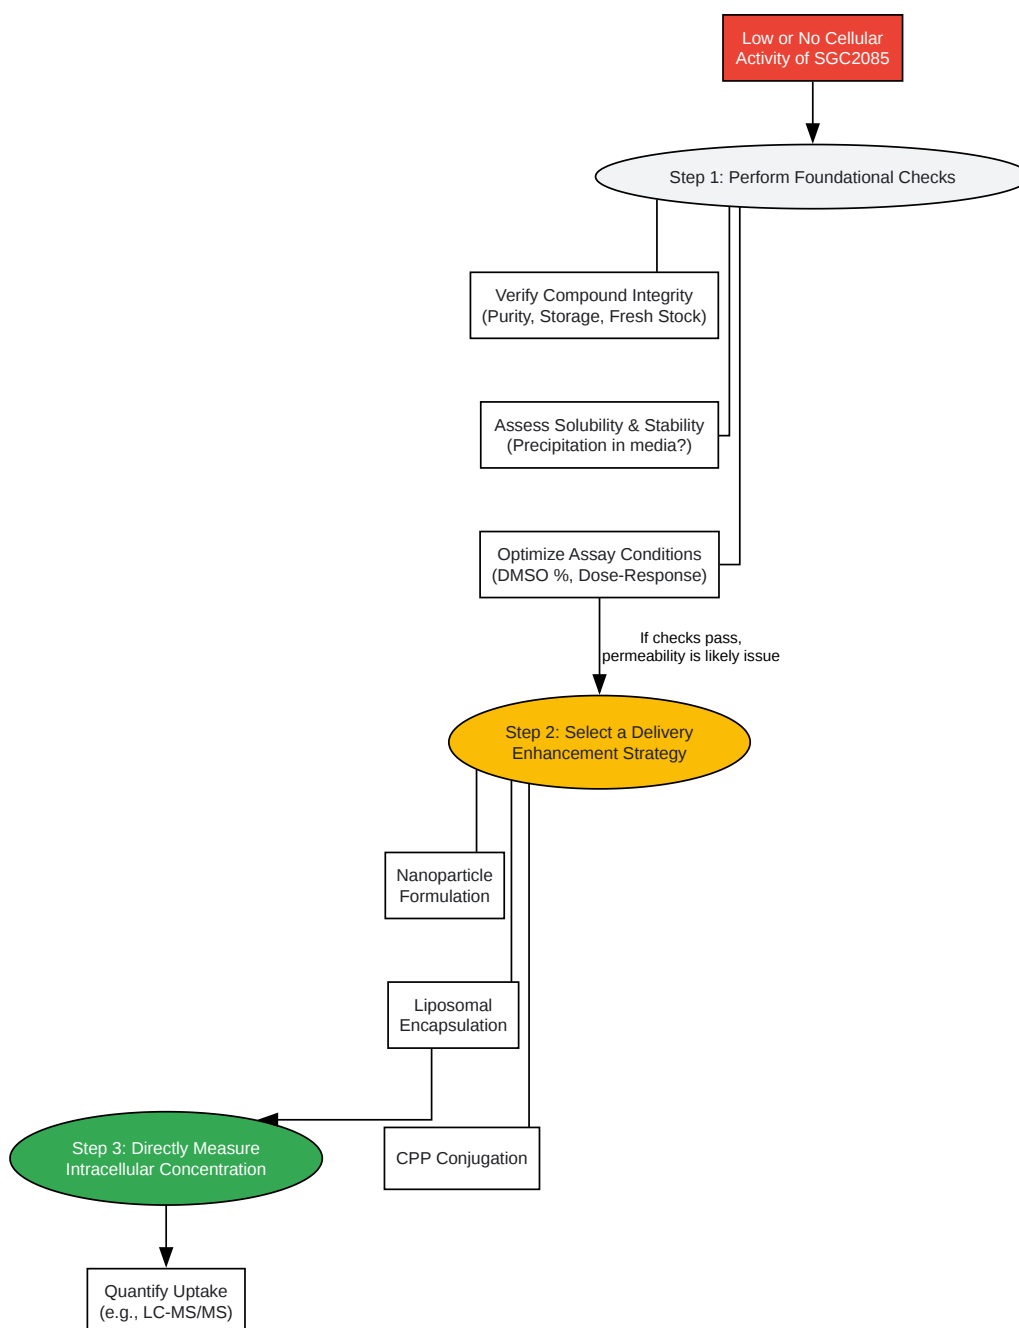 Low or No Cellular
Activity of SGC2085
Step 1: Perform Foundational Checks
Verify Compound Integrity
(Purity, Storage, Fresh Stock)
Assess Solubility & Stability
(Precipitation in media?)
Optimize Assay Conditions
(DMSO %, Dose-Response)
If checks pass,
permeability is likely issue
Step 2: Select a Delivery
Enhancement Strategy
Nanoparticle
Formulation
Liposomal
Encapsulation
CPP Conjugation
Step 3: Directly Measure
Intracellular Concentration
Quantify Uptake
(e.g., LC-MS/MS)